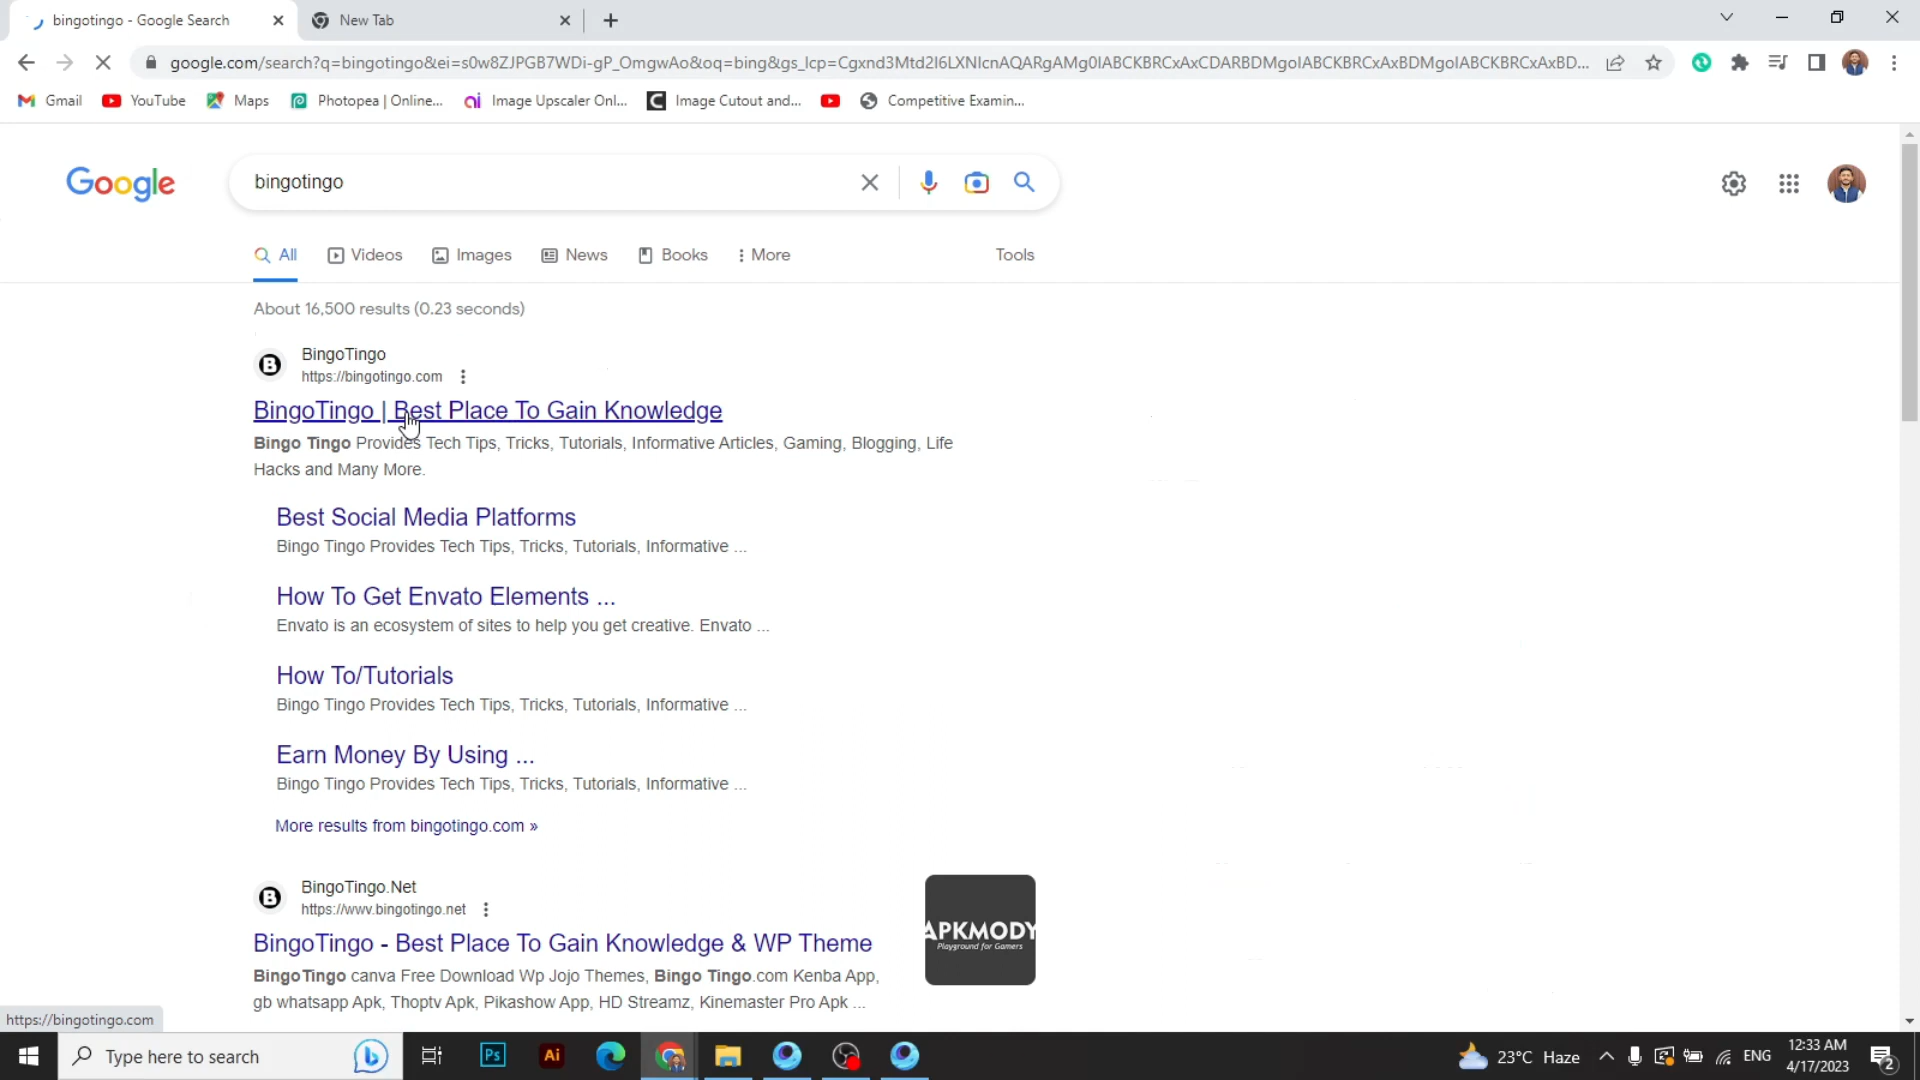 bingotingo - Google Search
New Tab
google.com/search?q=bingotingo&ei=s0w8ZJPGB7WDi-gP_OmgwAo&oq=bing&gs_lcp=Cgxnd3Mtd2l6LXNlcnAQARgAMg0IABCKBRCxAxCDARBDMgoIABCKBRCxAxBDMgoIABCKBRCxAxBD...
Gmail
YouTube
Maps
Photopea | Online...
Image Upscaler Onl...
Image Cutout and...
Competitive Examin...
Google
bingotingo
All
Videos
Images
News
Books
More
Tools
About 16,500 results (0.23 seconds)
BingoTingo
https://bingotingo.com
BingoTingo | Best Place To Gain Knowledge
Bingo Tingo Provides Tech Tips, Tricks, Tutorials, Informative Articles, Gaming, Blogging, Life
Hacks and Many More.
Best Social Media Platforms
Bingo Tingo Provides Tech Tips, Tricks, Tutorials, Informative ...
How To Get Envato Elements ...
Envato is an ecosystem of sites to help you get creative. Envato ...
How To/Tutorials
Bingo Tingo Provides Tech Tips, Tricks, Tutorials, Informative ...
Earn Money By Using ...
Bingo Tingo Provides Tech Tips, Tricks, Tutorials, Informative ...
More results from bingotingo.com »
BingoTingo.Net
https://www.bingotingo.net
BingoTingo - Best Place To Gain Knowledge & WP Theme
BingoTingo canva Free Download Wp Jojo Themes, Bingo Tingo.com Kenba App,
gb whatsapp Apk, Thoptv Apk, Pikashow App, HD Streamz, Kinemaster Pro Apk ...
APKMODY
Playground for Gamers
https://bingotingo.com
Type here to search
Ps
Ai
23°C Haze
ENG
12:33 AM
4/17/2023
2